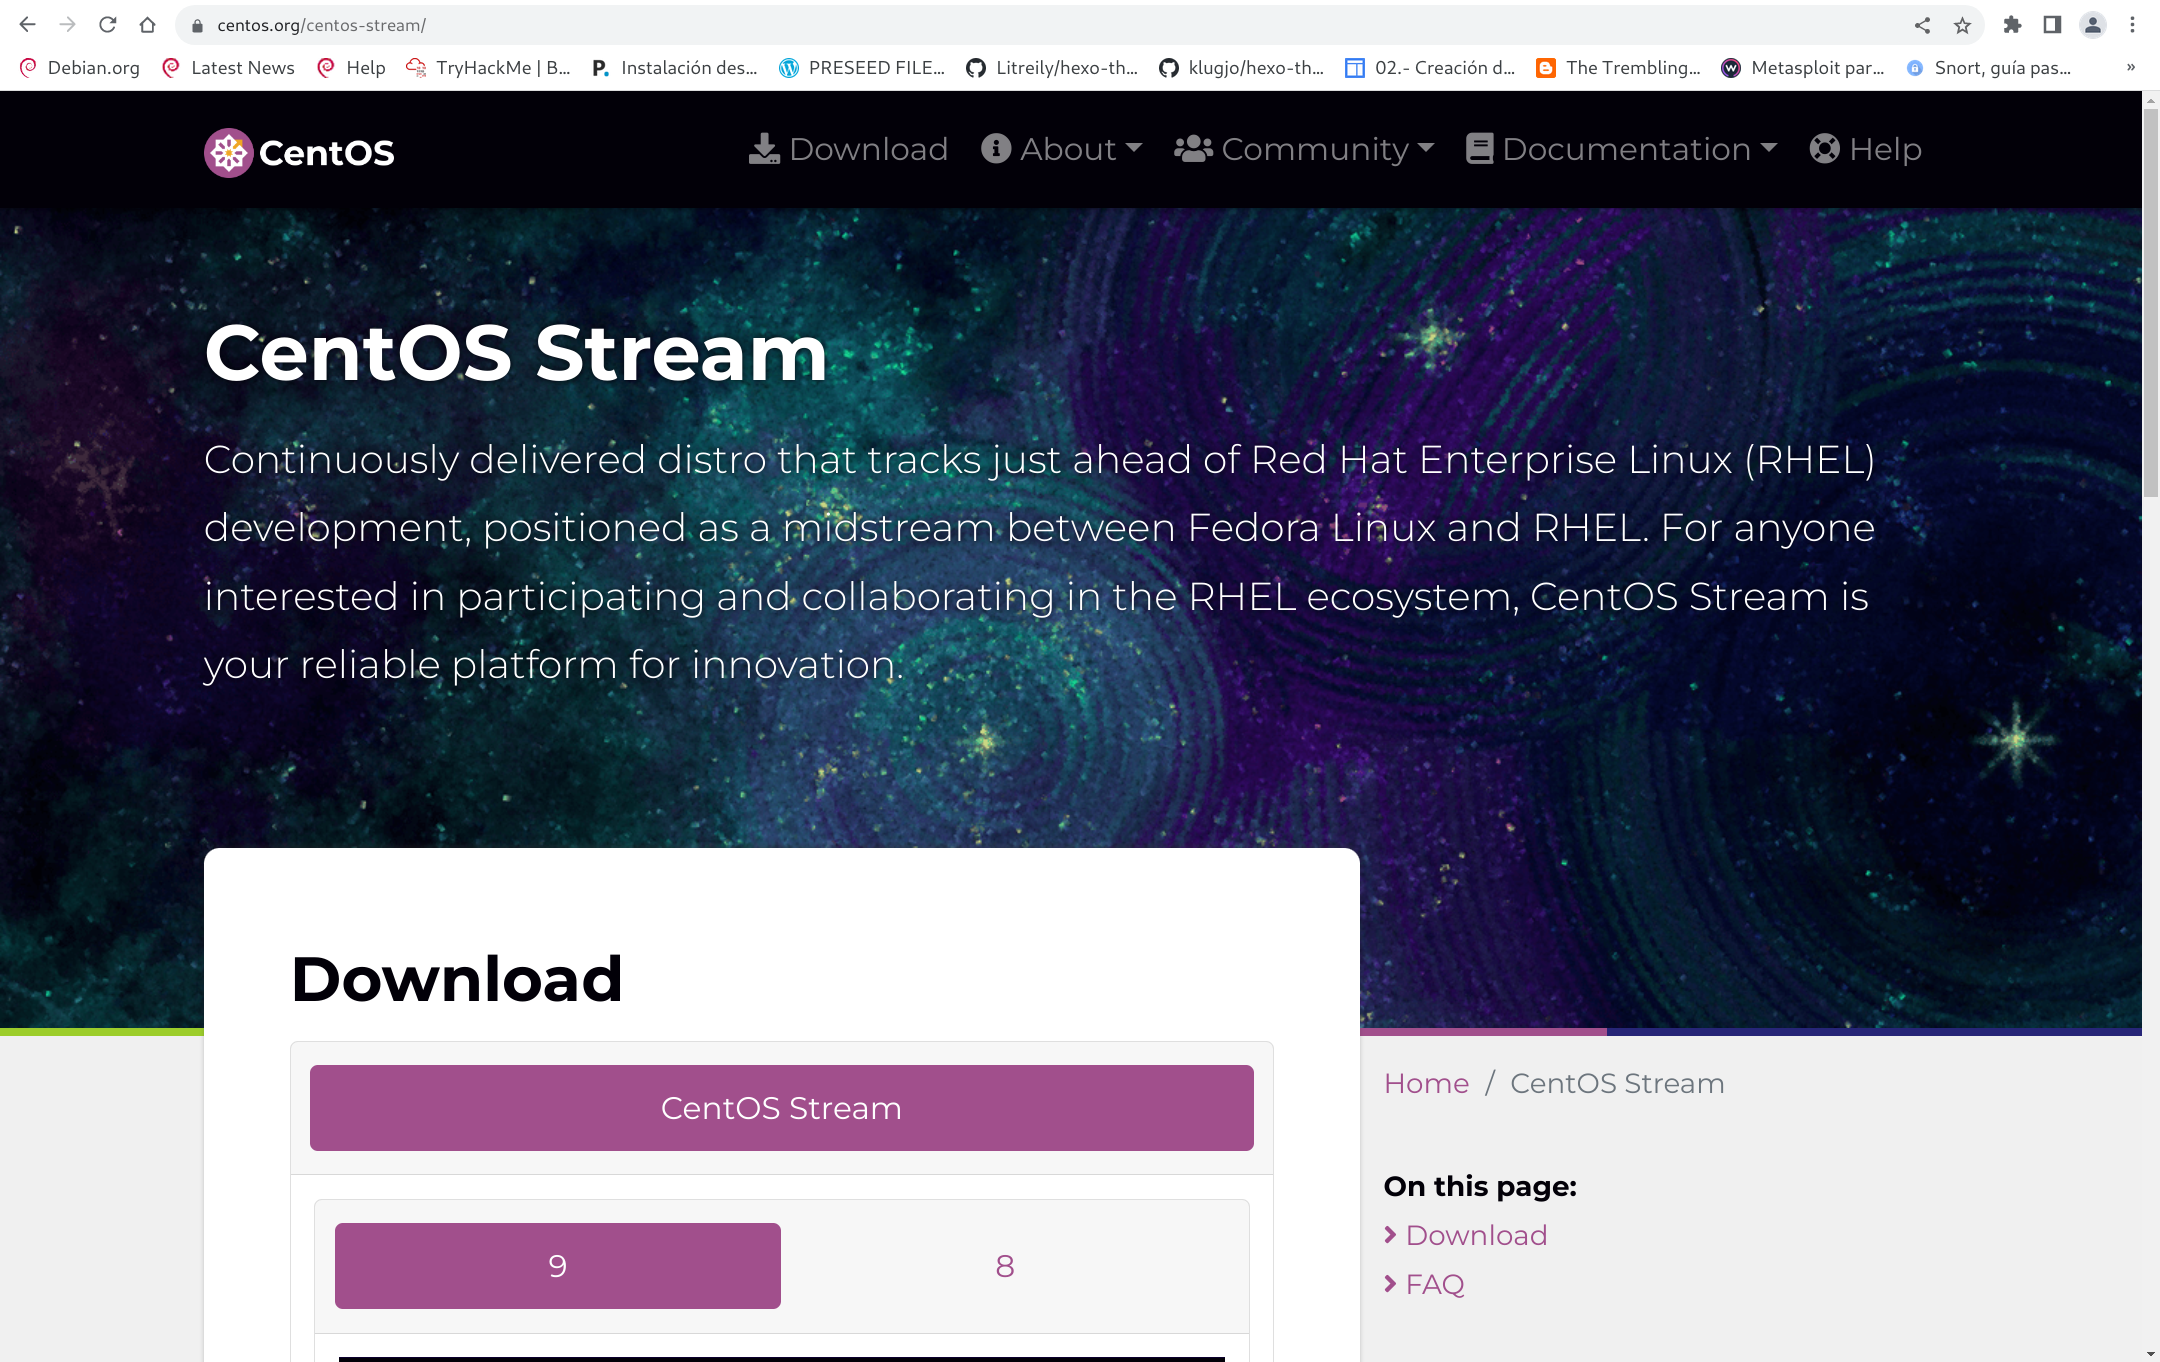 centos.org/centos-stream/
Debian.org Latest News Help TryHackMe | B... Instalación des... PRESEED FILE... Litreily/hexo-th... klugjo/hexo-th... 02.- Creación d... The Trembling... Metasploit par... Snort, guía pas... »
CentOS Download About Community Documentation Help
CentOS Stream
Continuously delivered distro that tracks just ahead of Red Hat Enterprise Linux (RHEL)
development, positioned as a midstream between Fedora Linux and RHEL. For anyone
interested in participating and collaborating in the RHEL ecosystem, CentOS Stream is
your reliable platform for innovation.
Download
CentOS Stream
9 8
Home / CentOS Stream
On this page:
Download
FAQ